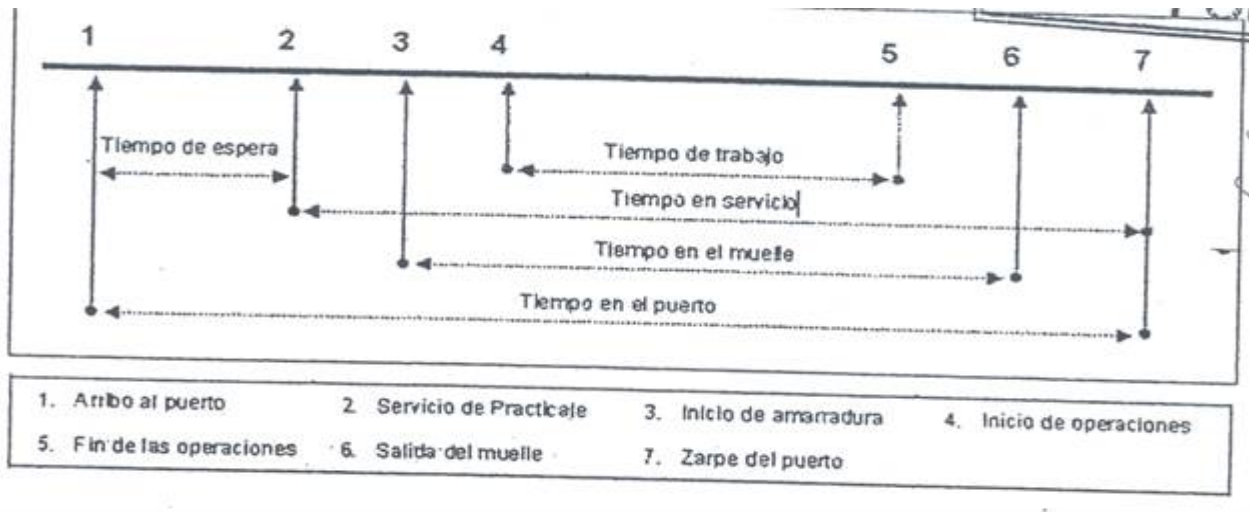 1 2 3 4 5 6 7
Tiempo de espera
Tiempo de trabajo
Tiempo en servicio
Tiempo en el muelle
Tiempo en el puerto
1. Arribo al puerto 2 Servicio de Practicaje 3. Inicio de amarradura 4. Inicio de operaciones
5. Fin de las operaciones 6. Salida del muelle 7. Zarpe del puerto